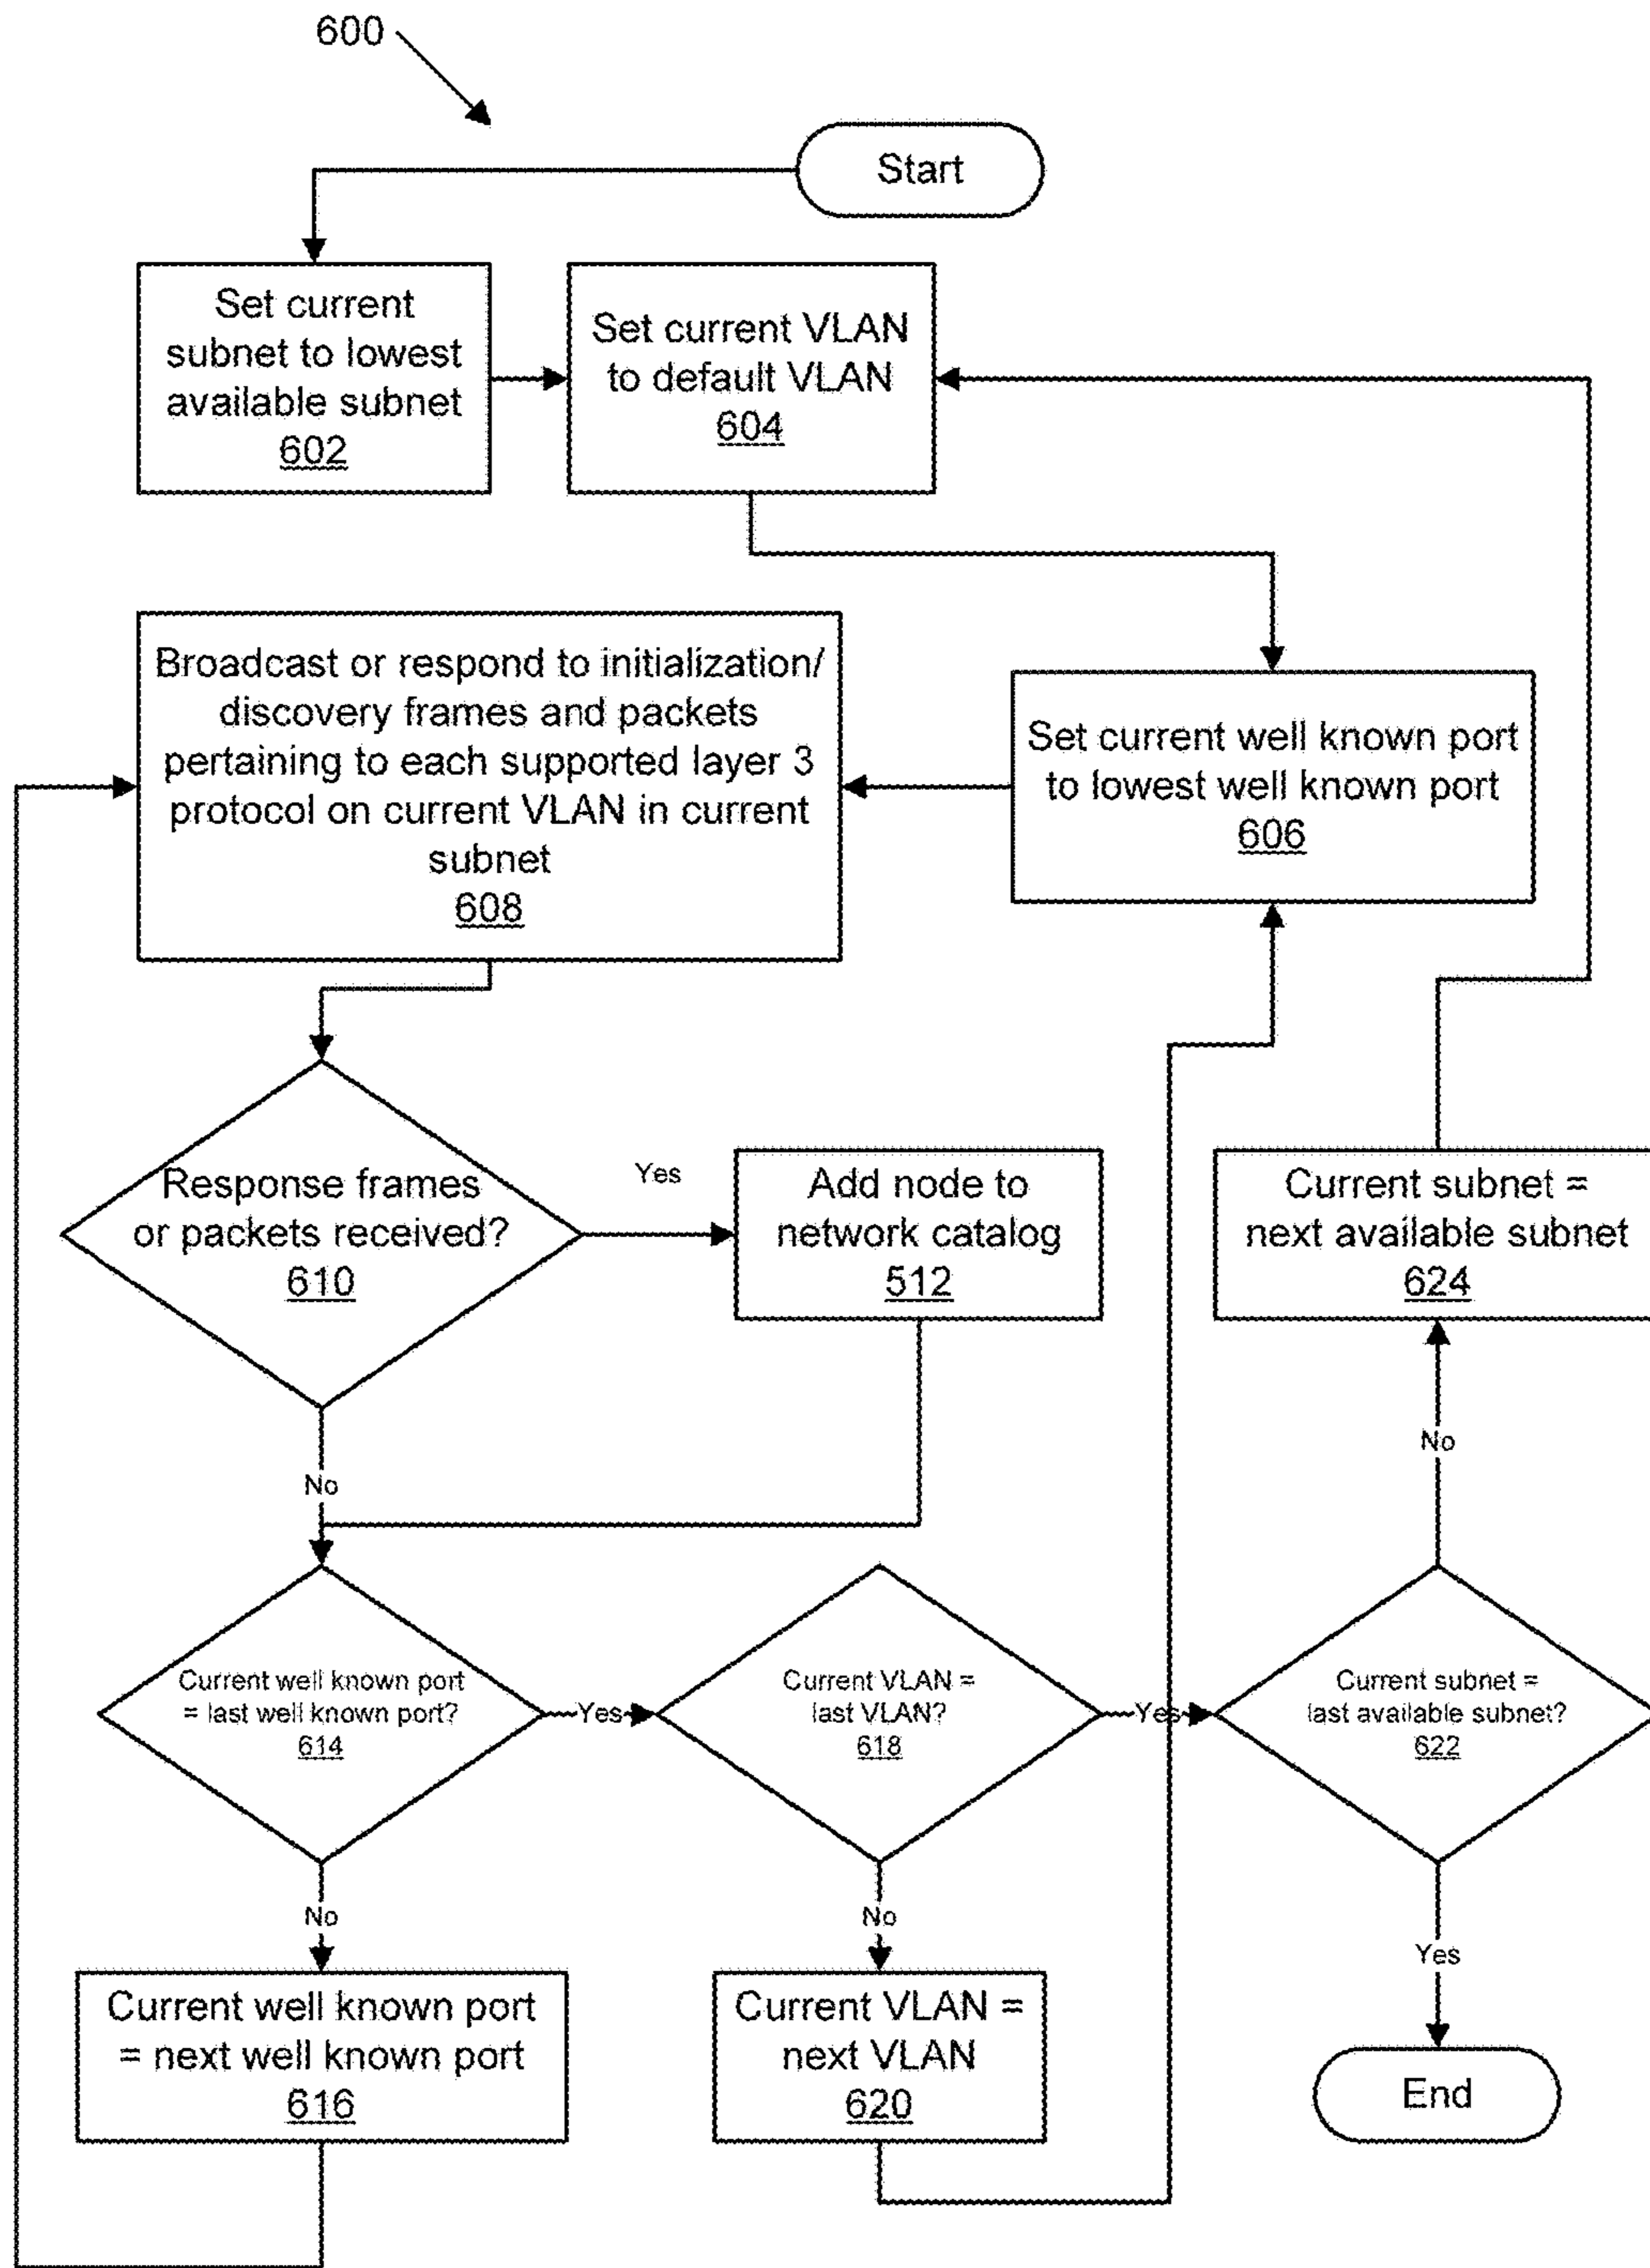 600
Start
Set current
subnet to lowest
available subnet
602
Set current VLAN
to default VLAN
604
Broadcast or respond to initialization/
discovery frames and packets
pertaining to each supported layer 3
protocol on current VLAN in current
subnet
608
Set current well known port
to lowest well known port
606
Response frames
or packets received?
610
Yes
Add node to
network catalog
512
Current subnet =
next available subnet
624
No
No
Current well known port
= last well known port?
614
Yes
Current VLAN =
last VLAN?
618
Yes
Current subnet =
last available subnet?
622
No
No
Yes
Current well known port
= next well known port
616
Current VLAN =
next VLAN
620
End